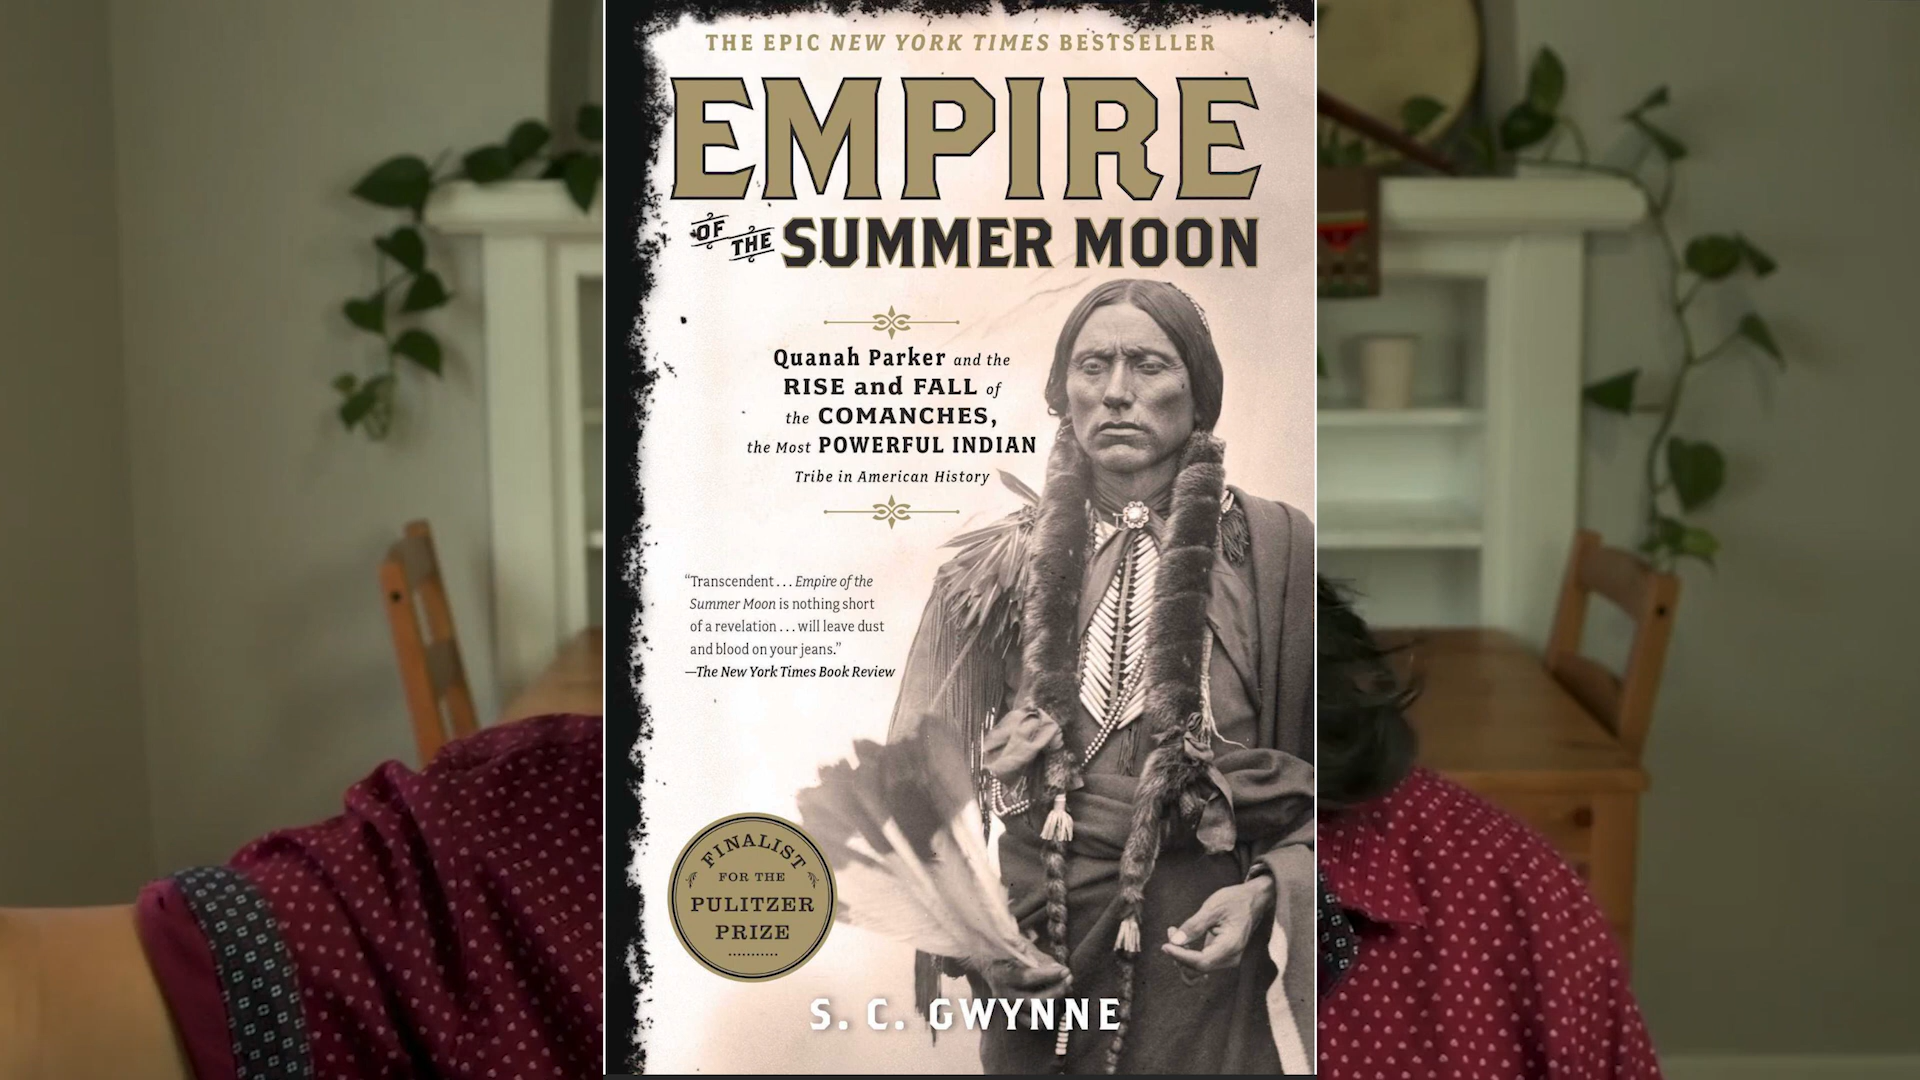 THE EPIC NEW YORK TIMES BESTSELLER
EMPIRE
OF THE SUMMER MOON
Quanah Parker and the
RISE and FALL of
the COMANCHES,
the Most POWERFUL INDIAN
Tribe in American History
“Transcendent . . . Empire of the
Summer Moon is nothing short
of a revelation . . . will leave dust
and blood on your jeans.”
—The New York Times Book Review
FINALIST
FOR THE
PULITZER
PRIZE
S. C. GWYNNE